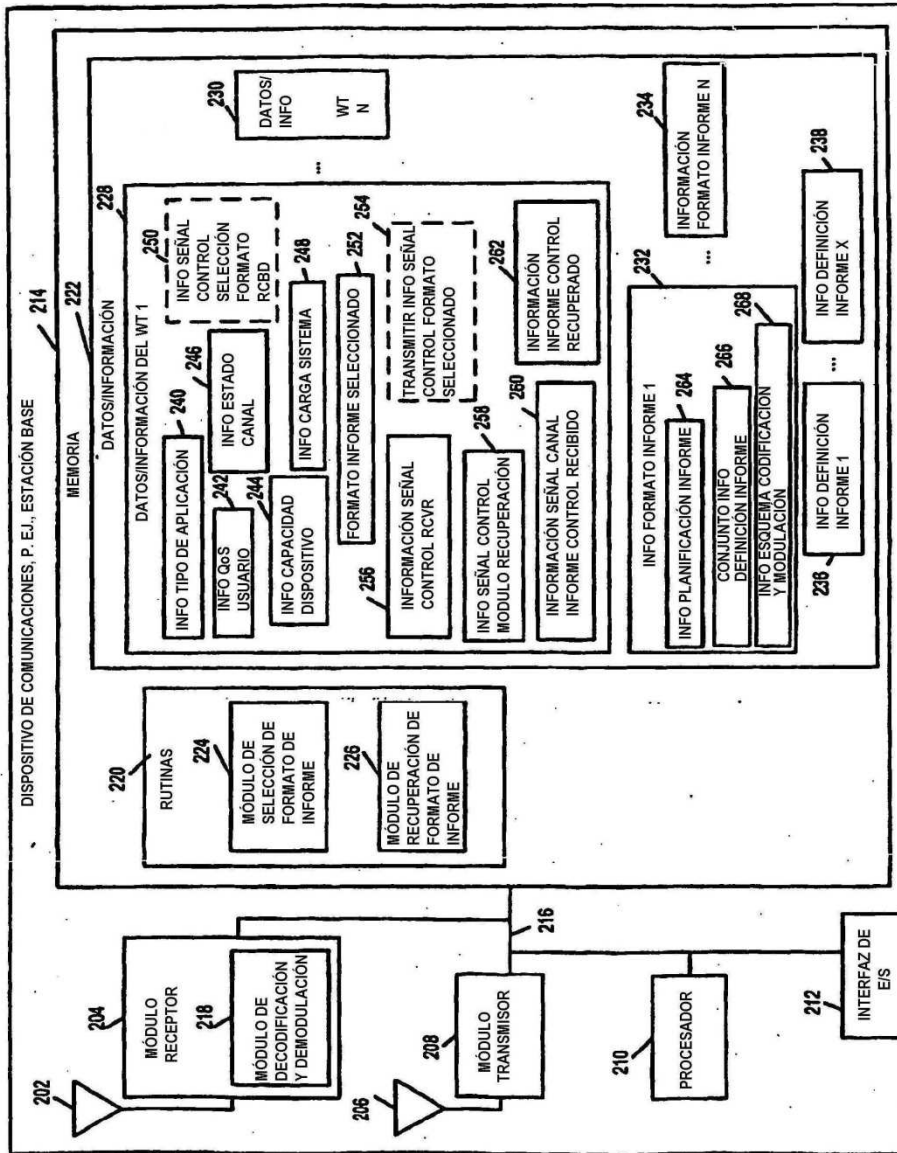 DISPOSITIVO DE COMUNICACIONES, P. EJ., ESTACIÓN BASE
214
MEMORIA
222
DATOS/INFORMACIÓN
228
DATOS/INFORMACIÓN DEL WT 1
INFO TIPO DE APLICACIÓN
240
INFO QoS
USUARIO
242
INFO ESTADO
CANAL
246
250
INFO SEÑAL
CONTROL
SELECCIÓN
FORMATO
RCBD
244
INFO CAPACIDAD
DISPOSITIVO
INFO CARGA SISTEMA
248
FORMATO INFORME SELECCIONADO
252
256
INFORMACIÓN SEÑAL
CONTROL RCVR
TRANSMITIR INFO SEÑAL
CONTROL FORMATO
SELECCIONADO
254
INFO SEÑAL CONTROL
MODULO RECUPERACIÓN
258
INFORMACIÓN SEÑAL CANAL
INFORME CONTROL RECIBIDO
260
INFORMACIÓN
INFORME CONTROL
RECUPERADO
262
...
230
DATOS/
INFO
WT
N
232
INFO FORMATO INFORME 1
INFO PLANIFICACIÓN INFORME
264
CONJUNTO INFO
DEFINICIÓN INFORME
266
INFO ESQUEMA CODIFICACIÓN
Y MODULACIÓN
268
...
INFORMACIÓN
FORMATO INFORME N
234
INFO DEFINICIÓN
INFORME 1
236
...
INFO DEFINICIÓN
INFORME X
238
220
RUTINAS
224
MÓDULO DE
SELECCIÓN DE
FORMATO DE
INFORME
226
MÓDULO DE
RECUPERACIÓN DE
FORMATO DE
INFORME
202
204
MÓDULO
RECEPTOR
218
MÓDULO DE
DECODIFICACIÓN
Y DEMODULACIÓN
206
208
MÓDULO
TRANSMISOR
216
210
PROCESADOR
212
INTERFAZ DE
E/S